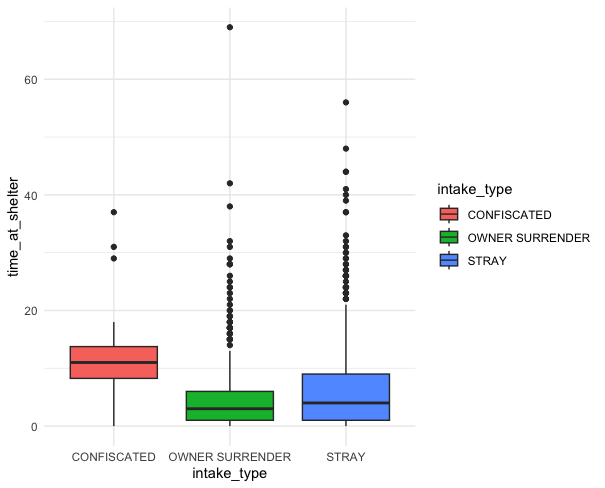 time_at_shelter
60
40
20
0
CONFISCATED
OWNER SURRENDER
STRAY
intake_type
intake_type
CONFISCATED
OWNER SURRENDER
STRAY